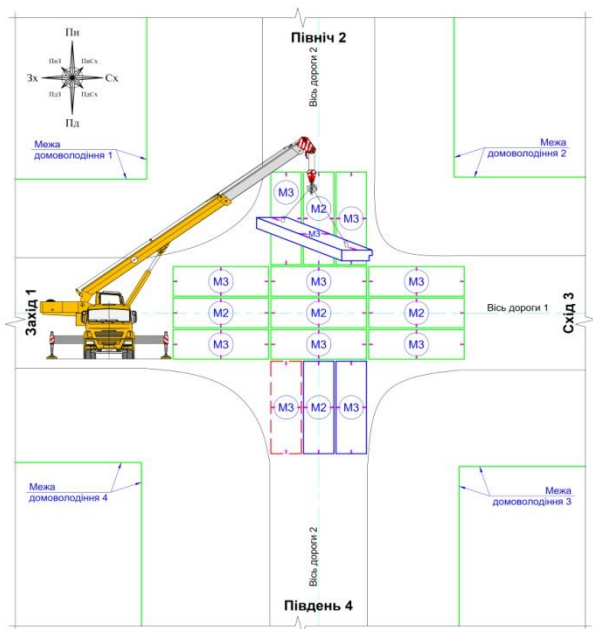 Пн
ПнЗ
ПнСх
Зх
Сх
ПдЗ
ПдСх
Пд
Північ 2
Вісь дороги 2
Межа
домоволодіння 1
Межа
домоволодіння 2
М3
М2
М3
М3
М3
М3
М3
Захід 1
М2
М2
М2
Вісь дороги 1
Схід 3
М3
М3
М3
М3
М2
М3
Межа
домоволодіння 4
Межа
домоволодіння 3
Вісь дороги 2
Південь 4